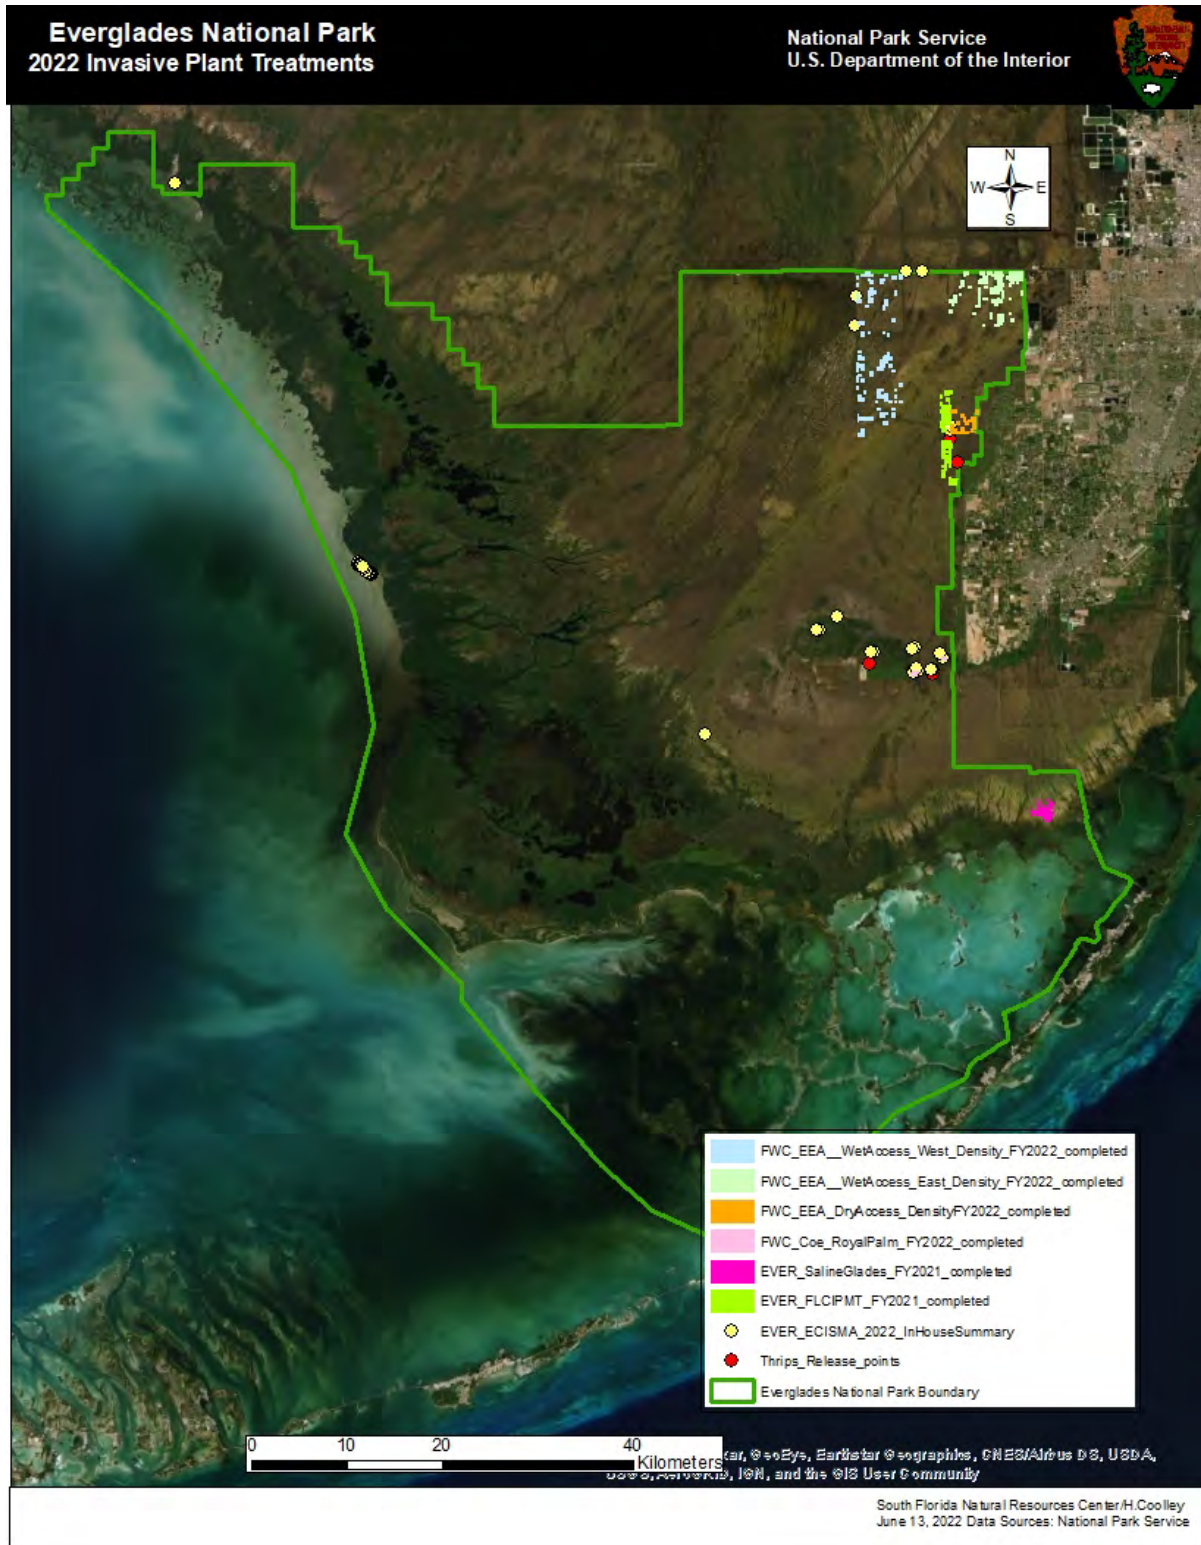 Everglades National Park
2022 Invasive Plant Treatments
National Park Service
U.S. Department of the Interior
N
W E
S
FWC_EEA__WetAccess_West_Density_FY2022_completed
FWC_EEA__WetAccess_East_Density_FY2022_completed
FWC_EEA_DryAccess_DensityFY2022_completed
FWC_Coe_RoyalPalm_FY2022_completed
EVER_SalineGlades_FY2021_completed
EVER_FLCIPMT_FY2021_completed
EVER_ECISMA_2022_InHouseSummary
Thrips_Release_points
Everglades National Park Boundary
0 10 20 40
Kilometers
GeoEye, Earthstar Geographics, CNES/Airbus DS, USDA,
IGN, and the GIS User Community
South Florida Natural Resources Center/H.Coolley
June 13, 2022 Data Sources: National Park Service